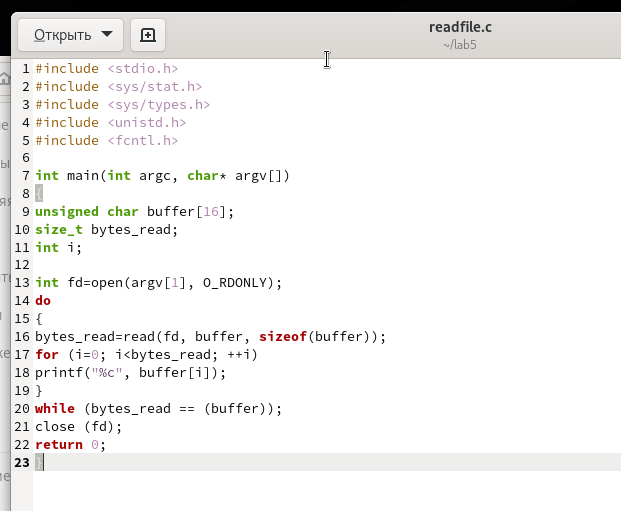 Открыть
readfile.c
~/lab5
1 #include <stdio.h>
2 #include <sys/stat.h>
3 #include <sys/types.h>
4 #include <unistd.h>
5 #include <fcntl.h>
6
7 int main(int argc, char* argv[])
8 {
9 unsigned char buffer[16];
10 size_t bytes_read;
11 int i;
12
13 int fd=open(argv[1], O_RDONLY);
14 do
15 {
16 bytes_read=read(fd, buffer, sizeof(buffer));
17 for (i=0; i<bytes_read; ++i)
18 printf("%c", buffer[i]);
19 }
20 while (bytes_read == (buffer));
21 close (fd);
22 return 0;
23 }